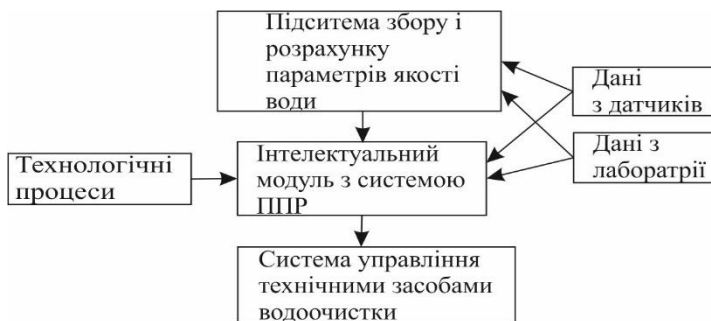 Підситема збору і
розрахунку
параметрів якості
води
Дані
з датчиків
Дані з
лаборатрії
Технологічні
процеси
Інтелектуальний
модуль з системою
ППР
Система управління
технічними засобами
водоочистки